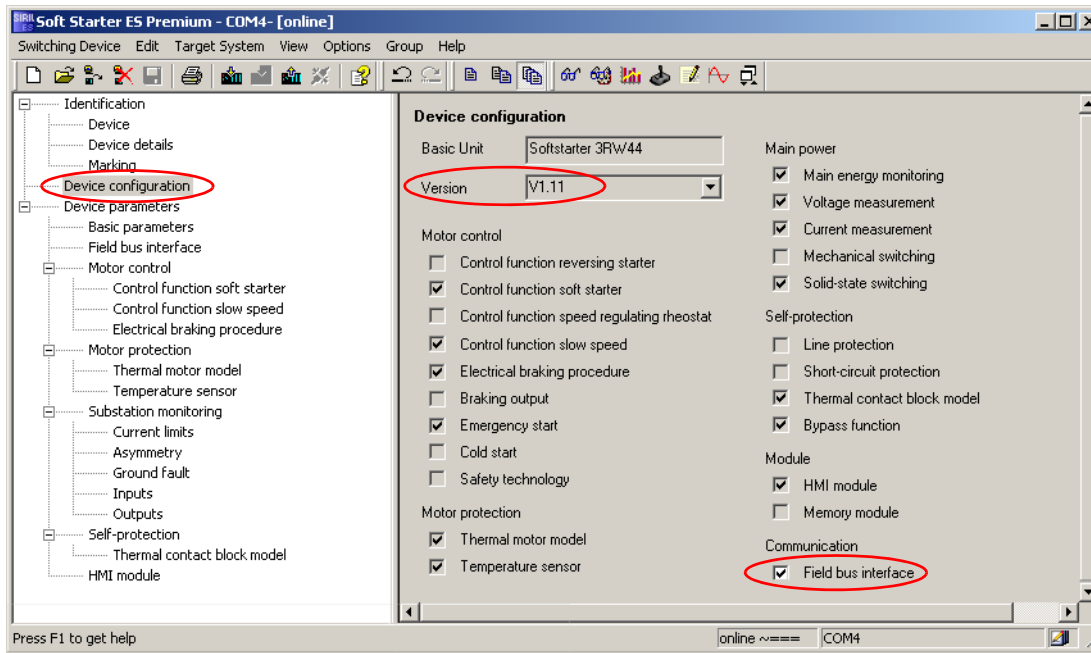 Soft Starter ES Premium - COM4- [online]
Switching Device Edit Target System View Options Group Help
Identification
Device
Device details
Marking
Device configuration
Device parameters
Basic parameters
Field bus interface
Motor control
Control function soft starter
Control function slow speed
Electrical braking procedure
Motor protection
Thermal motor model
Temperature sensor
Substation monitoring
Current limits
Asymmetry
Ground fault
Inputs
Outputs
Self-protection
Thermal contact block model
HMI module
Device configuration
Basic Unit Softstarter 3RW44
Version V1.11
Motor control
Control function reversing starter
Control function soft starter
Control function speed regulating rheostat
Control function slow speed
Electrical braking procedure
Braking output
Emergency start
Cold start
Safety technology
Motor protection
Thermal motor model
Temperature sensor
Main power
Main energy monitoring
Voltage measurement
Current measurement
Mechanical switching
Solid-state switching
Self-protection
Line protection
Short-circuit protection
Thermal contact block model
Bypass function
Module
HMI module
Memory module
Communication
Field bus interface
Press F1 to get help
online ~===
COM4